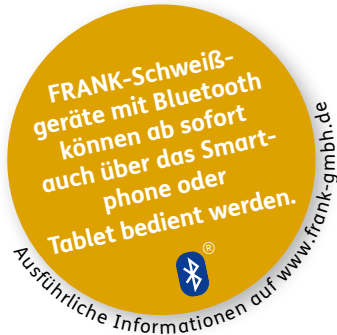 FRANK-Schweiß-
geräte mit Bluetooth
können ab sofort
auch über das Smart-
phone oder
Tablet bedient werden.
®
Ausführliche Informationen auf www.frank-gmbh.de